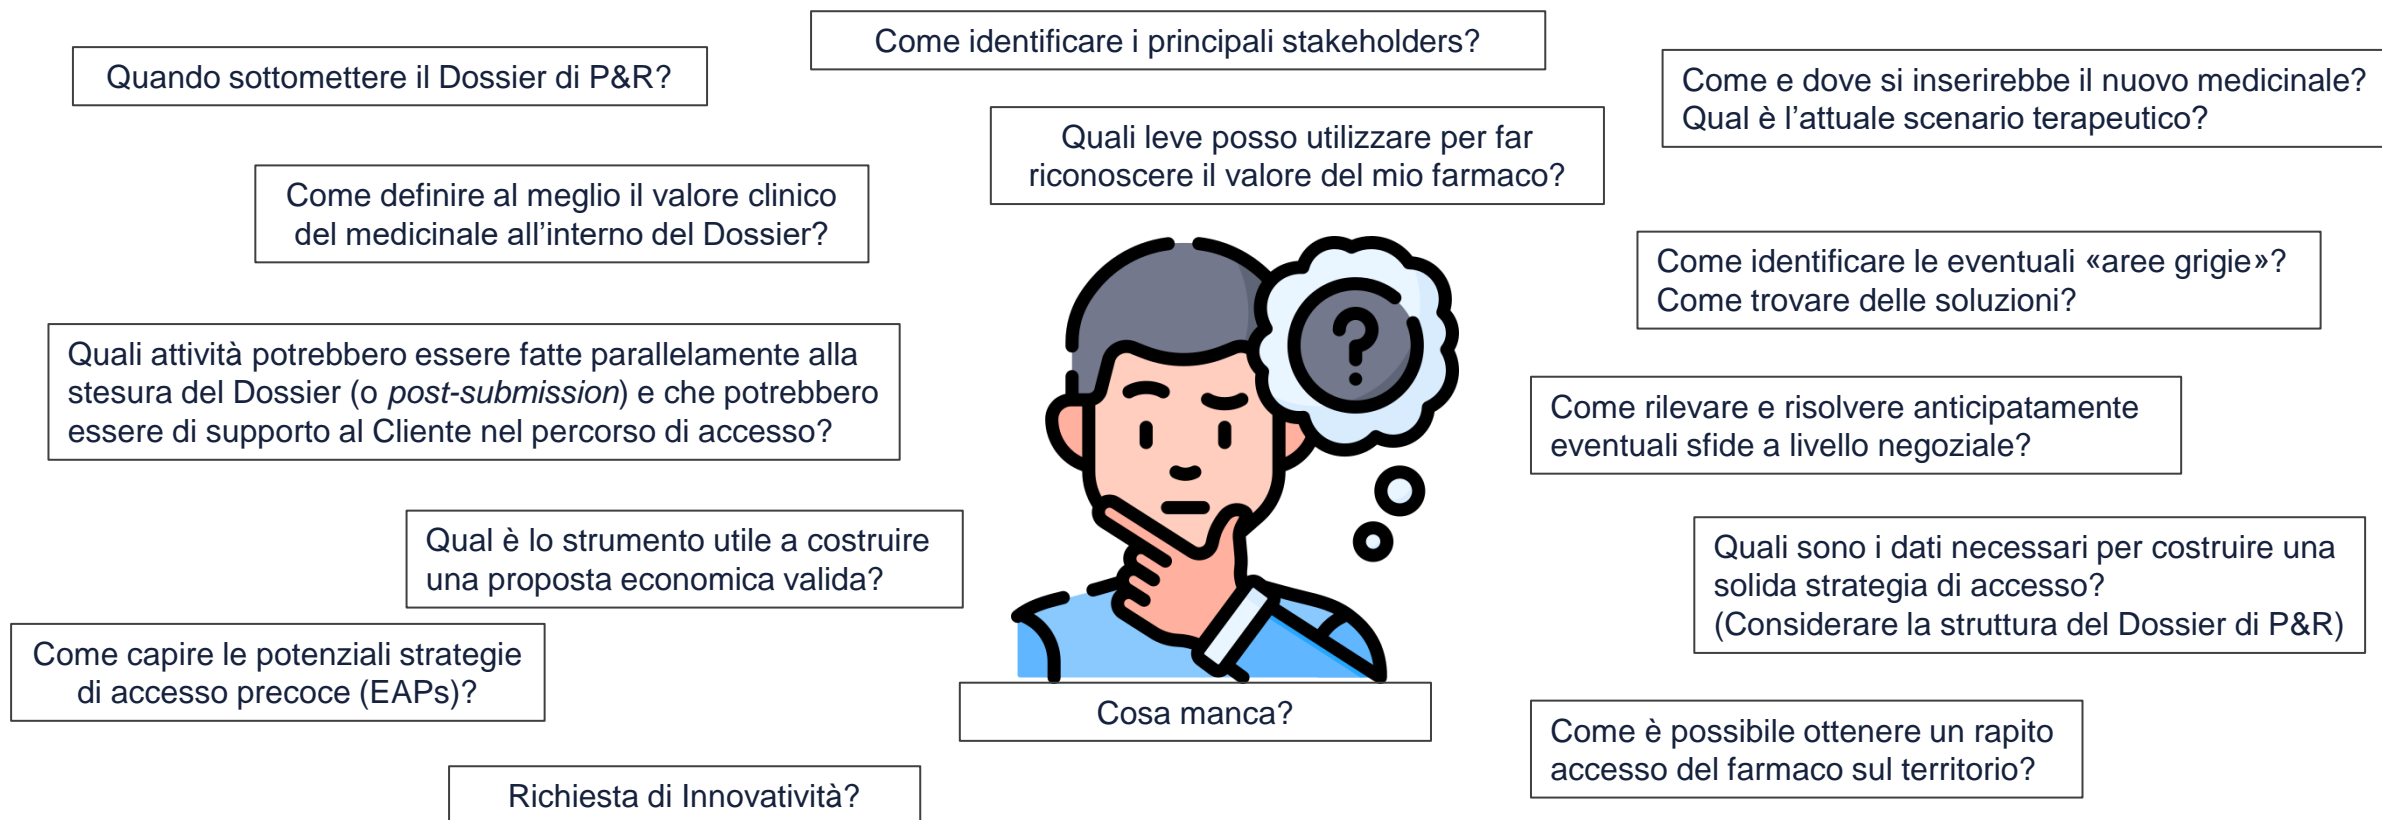 Come identificare i principali stakeholders?
Quando sottomettere il Dossier di P&R?
Come e dove si inserirebbe il nuovo medicinale?
Qual è l’attuale scenario terapeutico?
Quali leve posso utilizzare per far
riconoscere il valore del mio farmaco?
Come definire al meglio il valore clinico
del medicinale all’interno del Dossier?
Come identificare le eventuali «aree grigie»?
Come trovare delle soluzioni?
Quali attività potrebbero essere fatte parallelamente alla
stesura del Dossier (o post-submission) e che potrebbero
essere di supporto al Cliente nel percorso di accesso?
?
Come rilevare e risolvere anticipatamente
eventuali sfide a livello negoziale?
Qual è lo strumento utile a costruire
una proposta economica valida?
Quali sono i dati necessari per costruire una
solida strategia di accesso?
(Considerare la struttura del Dossier di P&R)
Come capire le potenziali strategie
di accesso precoce (EAPs)?
Cosa manca?
Come è possibile ottenere un rapito
accesso del farmaco sul territorio?
Richiesta di Innovatività?